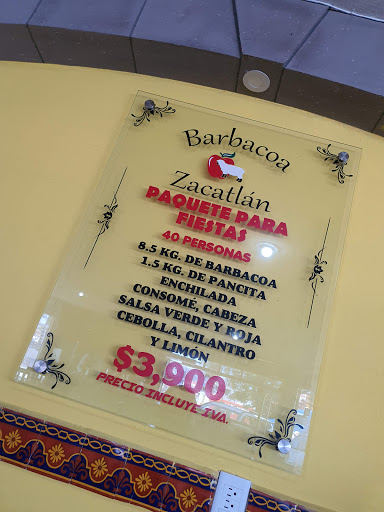 Barbacoa
Zacatlán
PAQUETE PARA
FIESTAS
40 PERSONAS
8.5 KG. DE BARBACOA
1.5 KG. DE PANCITA
ENCHILADA
CONSOMÉ, CABEZA
SALSA VERDE Y ROJA
CEBOLLA, CILANTRO
Y LIMÓN
$3,900
PRECIO INCLUYE IVA.